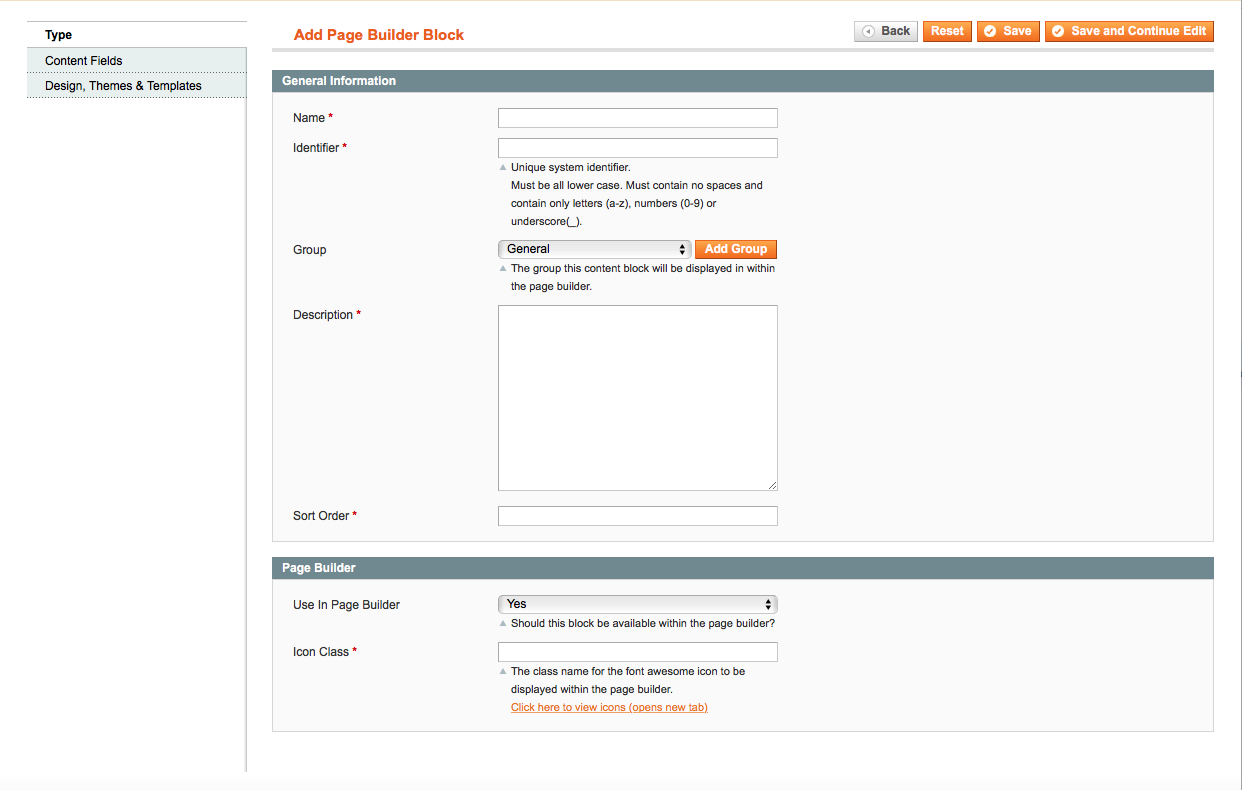 Type
Content Fields
Design, Themes & Templates
Add Page Builder Block
Back
Reset
Save
Save and Continue Edit
General Information
Name *
Identifier *
Unique system identifier.
Must be all lower case. Must contain no spaces and
contain only letters (a-z), numbers (0-9) or
underscore(_).
Group
General
Add Group
The group this content block will be displayed in within
the page builder.
Description *
Sort Order *
Page Builder
Use In Page Builder
Yes
Should this block be available within the page builder?
Icon Class *
The class name for the font awesome icon to be
displayed within the page builder.
Click here to view icons (opens new tab)